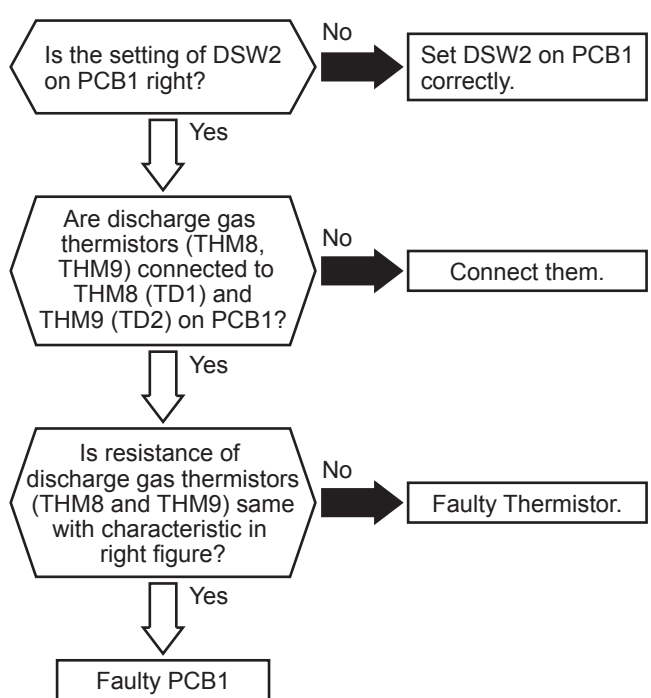 Is the setting of DSW2
on PCB1 right?
No
Set DSW2 on PCB1
correctly.
Yes
Are discharge gas
thermistors (THM8,
THM9) connected to
THM8 (TD1) and
THM9 (TD2) on PCB1?
No
Connect them.
Yes
Is resistance of
discharge gas thermistors
(THM8 and THM9) same
with characteristic in
right figure?
No
Faulty Thermistor.
Yes
Faulty PCB1